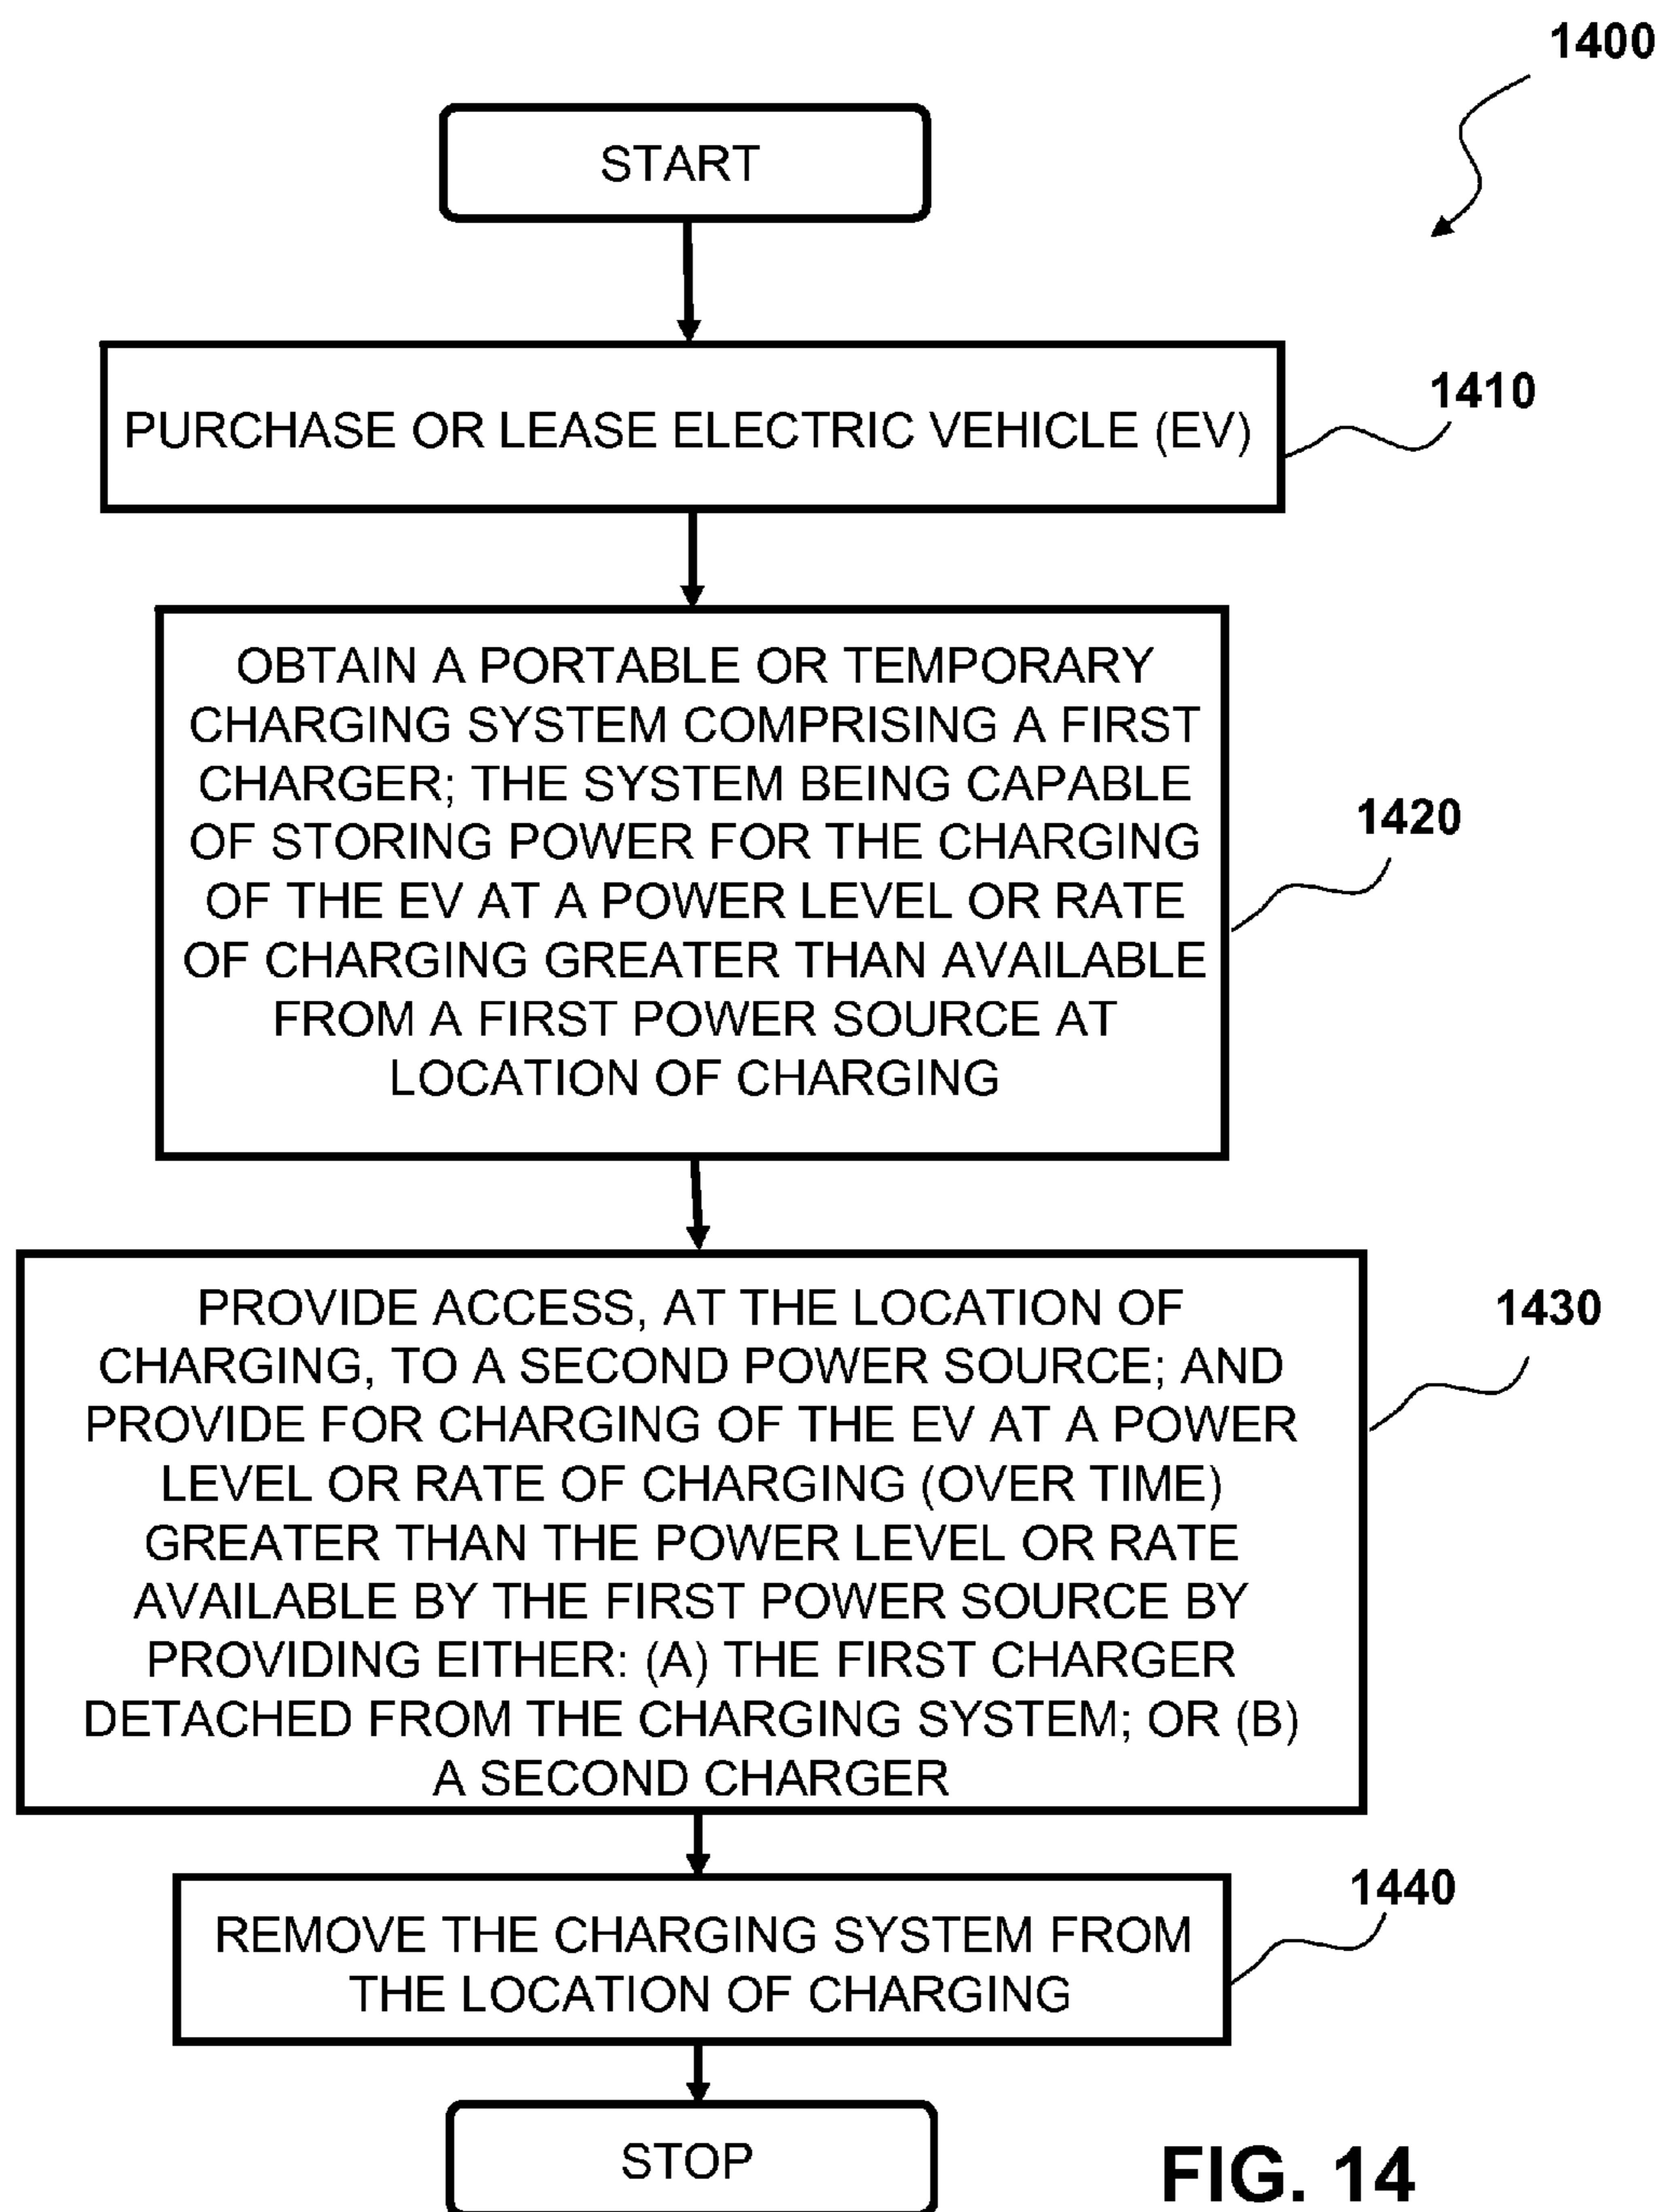 1400
START
PURCHASE OR LEASE ELECTRIC VEHICLE (EV)
1410
OBTAIN A PORTABLE OR TEMPORARY
CHARGING SYSTEM COMPRISING A FIRST
CHARGER; THE SYSTEM BEING CAPABLE
OF STORING POWER FOR THE CHARGING
OF THE EV AT A POWER LEVEL OR RATE
OF CHARGING GREATER THAN AVAILABLE
FROM A FIRST POWER SOURCE AT
LOCATION OF CHARGING
1420
PROVIDE ACCESS, AT THE LOCATION OF
CHARGING, TO A SECOND POWER SOURCE; AND
PROVIDE FOR CHARGING OF THE EV AT A POWER
LEVEL OR RATE OF CHARGING (OVER TIME)
GREATER THAN THE POWER LEVEL OR RATE
AVAILABLE BY THE FIRST POWER SOURCE BY
PROVIDING EITHER: (A) THE FIRST CHARGER
DETACHED FROM THE CHARGING SYSTEM; OR (B)
A SECOND CHARGER
1430
REMOVE THE CHARGING SYSTEM FROM
THE LOCATION OF CHARGING
1440
STOP
FIG. 14